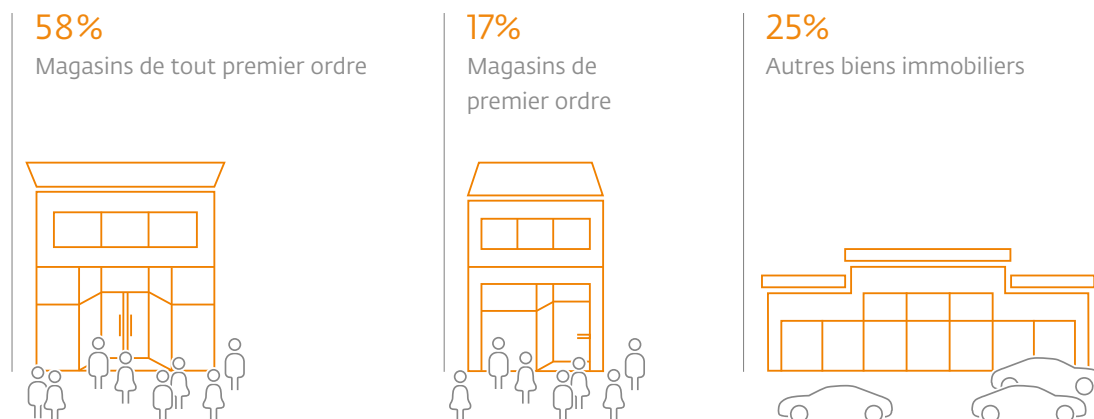 58%
Magasins de tout premier ordre
17%
Magasins de
premier ordre
25%
Autres biens immobiliers